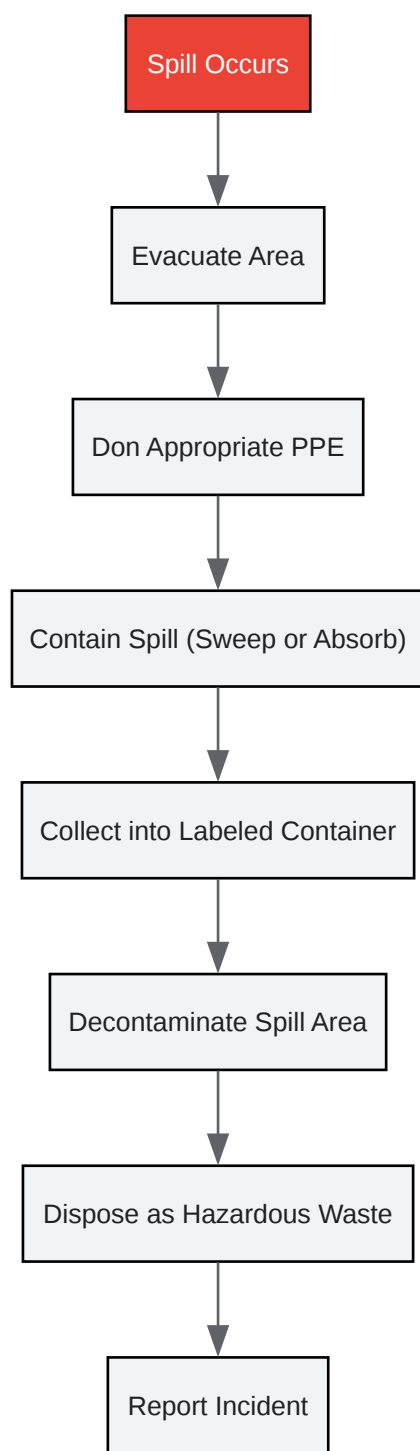 Spill Occurs
Evacuate Area
Don Appropriate PPE
Contain Spill (Sweep or Absorb)
Collect into Labeled Container
Decontaminate Spill Area
Dispose as Hazardous Waste
Report Incident